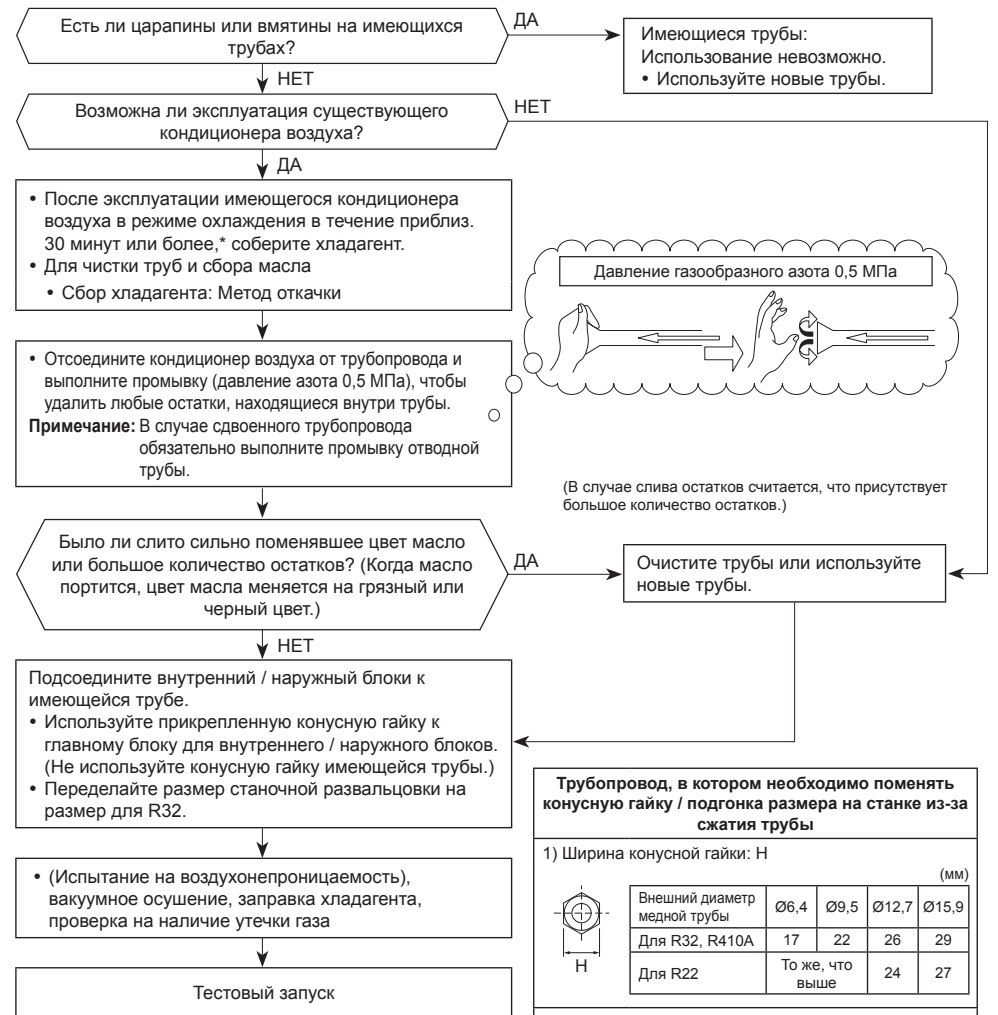 Есть ли царапины или вмятины на имеющихся
трубах?
ДА
Имеющиеся трубы:
Использование невозможно.
• Используйте новые трубы.
НЕТ
Возможна ли эксплуатация существующего
кондиционера воздуха?
НЕТ
ДА
• После эксплуатации имеющегося кондиционера
воздуха в режиме охлаждения в течение приблиз.
30 минут или более,* соберите хладагент.
• Для чистки труб и сбора масла
• Сбор хладагента: Метод откачки
Давление газообразного азота 0,5 МПа
• Отсоедините кондиционер воздуха от трубопровода и
выполните промывку (давление азота 0,5 МПа), чтобы
удалить любые остатки, находящиеся внутри трубы.
Примечание: В случае сдвоенного трубопровода
обязательно выполните промывку отводной
трубы.
(В случае слива остатков считается, что присутствует
большое количество остатков.)
Было ли слито сильно поменявшее цвет масло
или большое количество остатков? (Когда масло
портится, цвет масла меняется на грязный или
черный цвет.)
ДА
Очистите трубы или используйте
новые трубы.
НЕТ
Подсоедините внутренний / наружный блоки к
имеющейся трубе.
• Используйте прикрепленную конусную гайку к
главному блоку для внутреннего / наружного блоков.
(Не используйте конусную гайку имеющейся трубы.)
• Переделайте размер станочной развальцовки на
размер для R32.
• (Испытание на воздухонепроницаемость),
вакуумное осушение, заправка хладагента,
проверка на наличие утечки газа
Тестовый запуск
Трубопровод, в котором необходимо поменять
конусную гайку / подгонка размера на станке из-за
сжатия трубы
1) Ширина конусной гайки: H
(мм)
H
Внешний диаметр
медной трубы
Ø6,4 Ø9,5 Ø12,7 Ø15,9
Для R32, R410A 17 22 26 29
Для R22 То же, что
выше
24 27